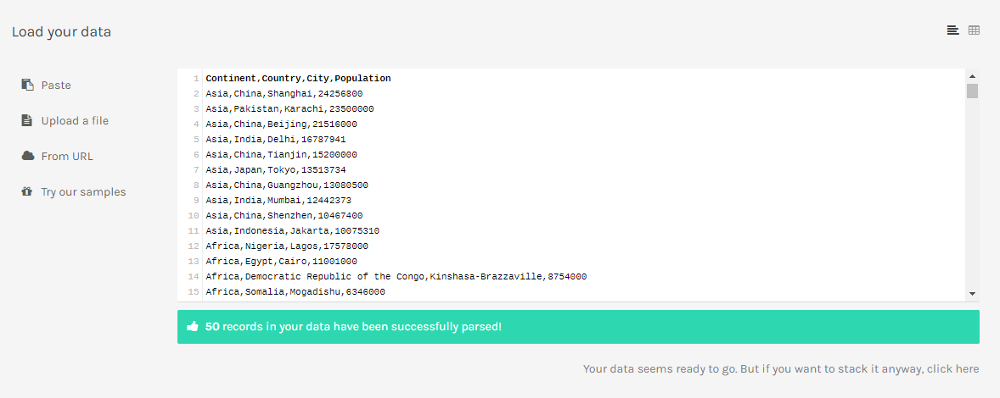 Load your data
Paste
Upload a file
From URL
Try our samples
1 Continent,Country,City,Population
2 Asia,China,Shanghai,24256800
3 Asia,Pakistan,Karachi,23500000
4 Asia,China,Beijing,21516000
5 Asia,India,Delhi,16787941
6 Asia,China,Tianjin,15200000
7 Asia,Japan,Tokyo,13513734
8 Asia,China,Guangzhou,13080500
9 Asia,India,Mumbai,12442373
10 Asia,China,Shenzhen,10467400
11 Asia,Indonesia,Jakarta,10075310
12 Africa,Nigeria,Lagos,17578000
13 Africa,Egypt,Cairo,11001000
14 Africa,Democratic Republic of the Congo,Kinshasa-Brazzaville,8754000
15 Africa,Somalia,Mogadishu,6346000
50 records in your data have been successfully parsed!
Your data seems ready to go. But if you want to stack it anyway, click here